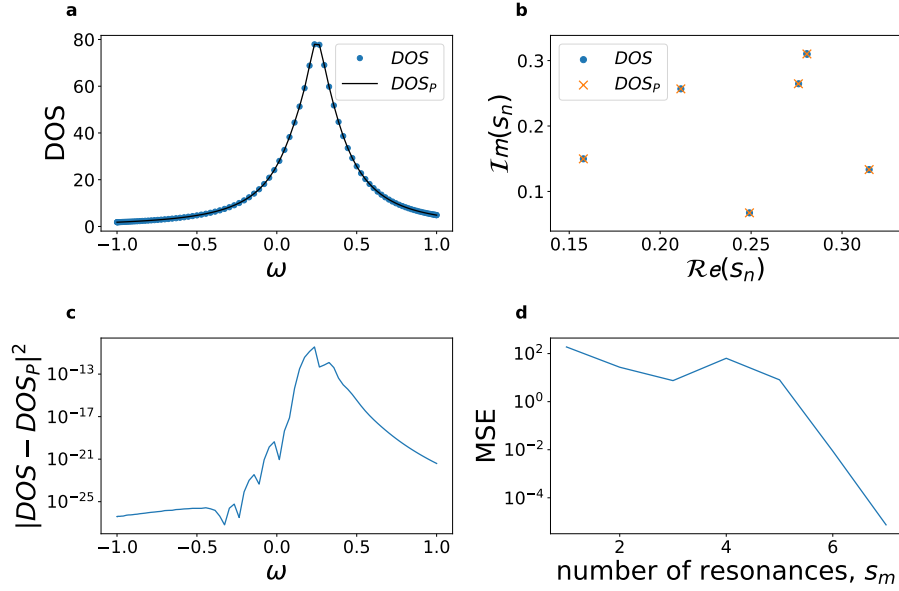 a
DOS
80
60
40
20
0
−1.0 −0.5 0.0 0.5 1.0
ω
DOS
DOS_P
b
ℐm(s_n)
0.3
0.2
0.1
0.15 0.20 0.25 0.30
ℛe(s_n)
DOS
DOS_P
c
|DOS − DOS_P|^2
10^−13
10^−17
10^−21
10^−25
−1.0 −0.5 0.0 0.5 1.0
ω
d
MSE
10^2
10^0
10^−2
10^−4
2 4 6
number of resonances, s_m